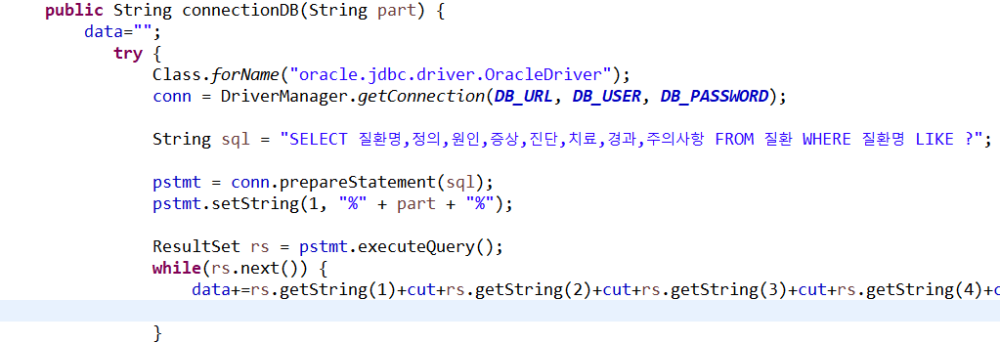 public String connectionDB(String part) {
data="";
try {
Class.forName("oracle.jdbc.driver.OracleDriver");
conn = DriverManager.getConnection(DB_URL, DB_USER, DB_PASSWORD);
String sql = "SELECT 질환명,정의,원인,증상,진단,치료,경과,주의사항 FROM 질환 WHERE 질환명 LIKE ?";
pstmt = conn.prepareStatement(sql);
pstmt.setString(1, "%" + part + "%");
ResultSet rs = pstmt.executeQuery();
while(rs.next()) {
data+=rs.getString(1)+cut+rs.getString(2)+cut+rs.getString(3)+cut+rs.getString(4)+c
}